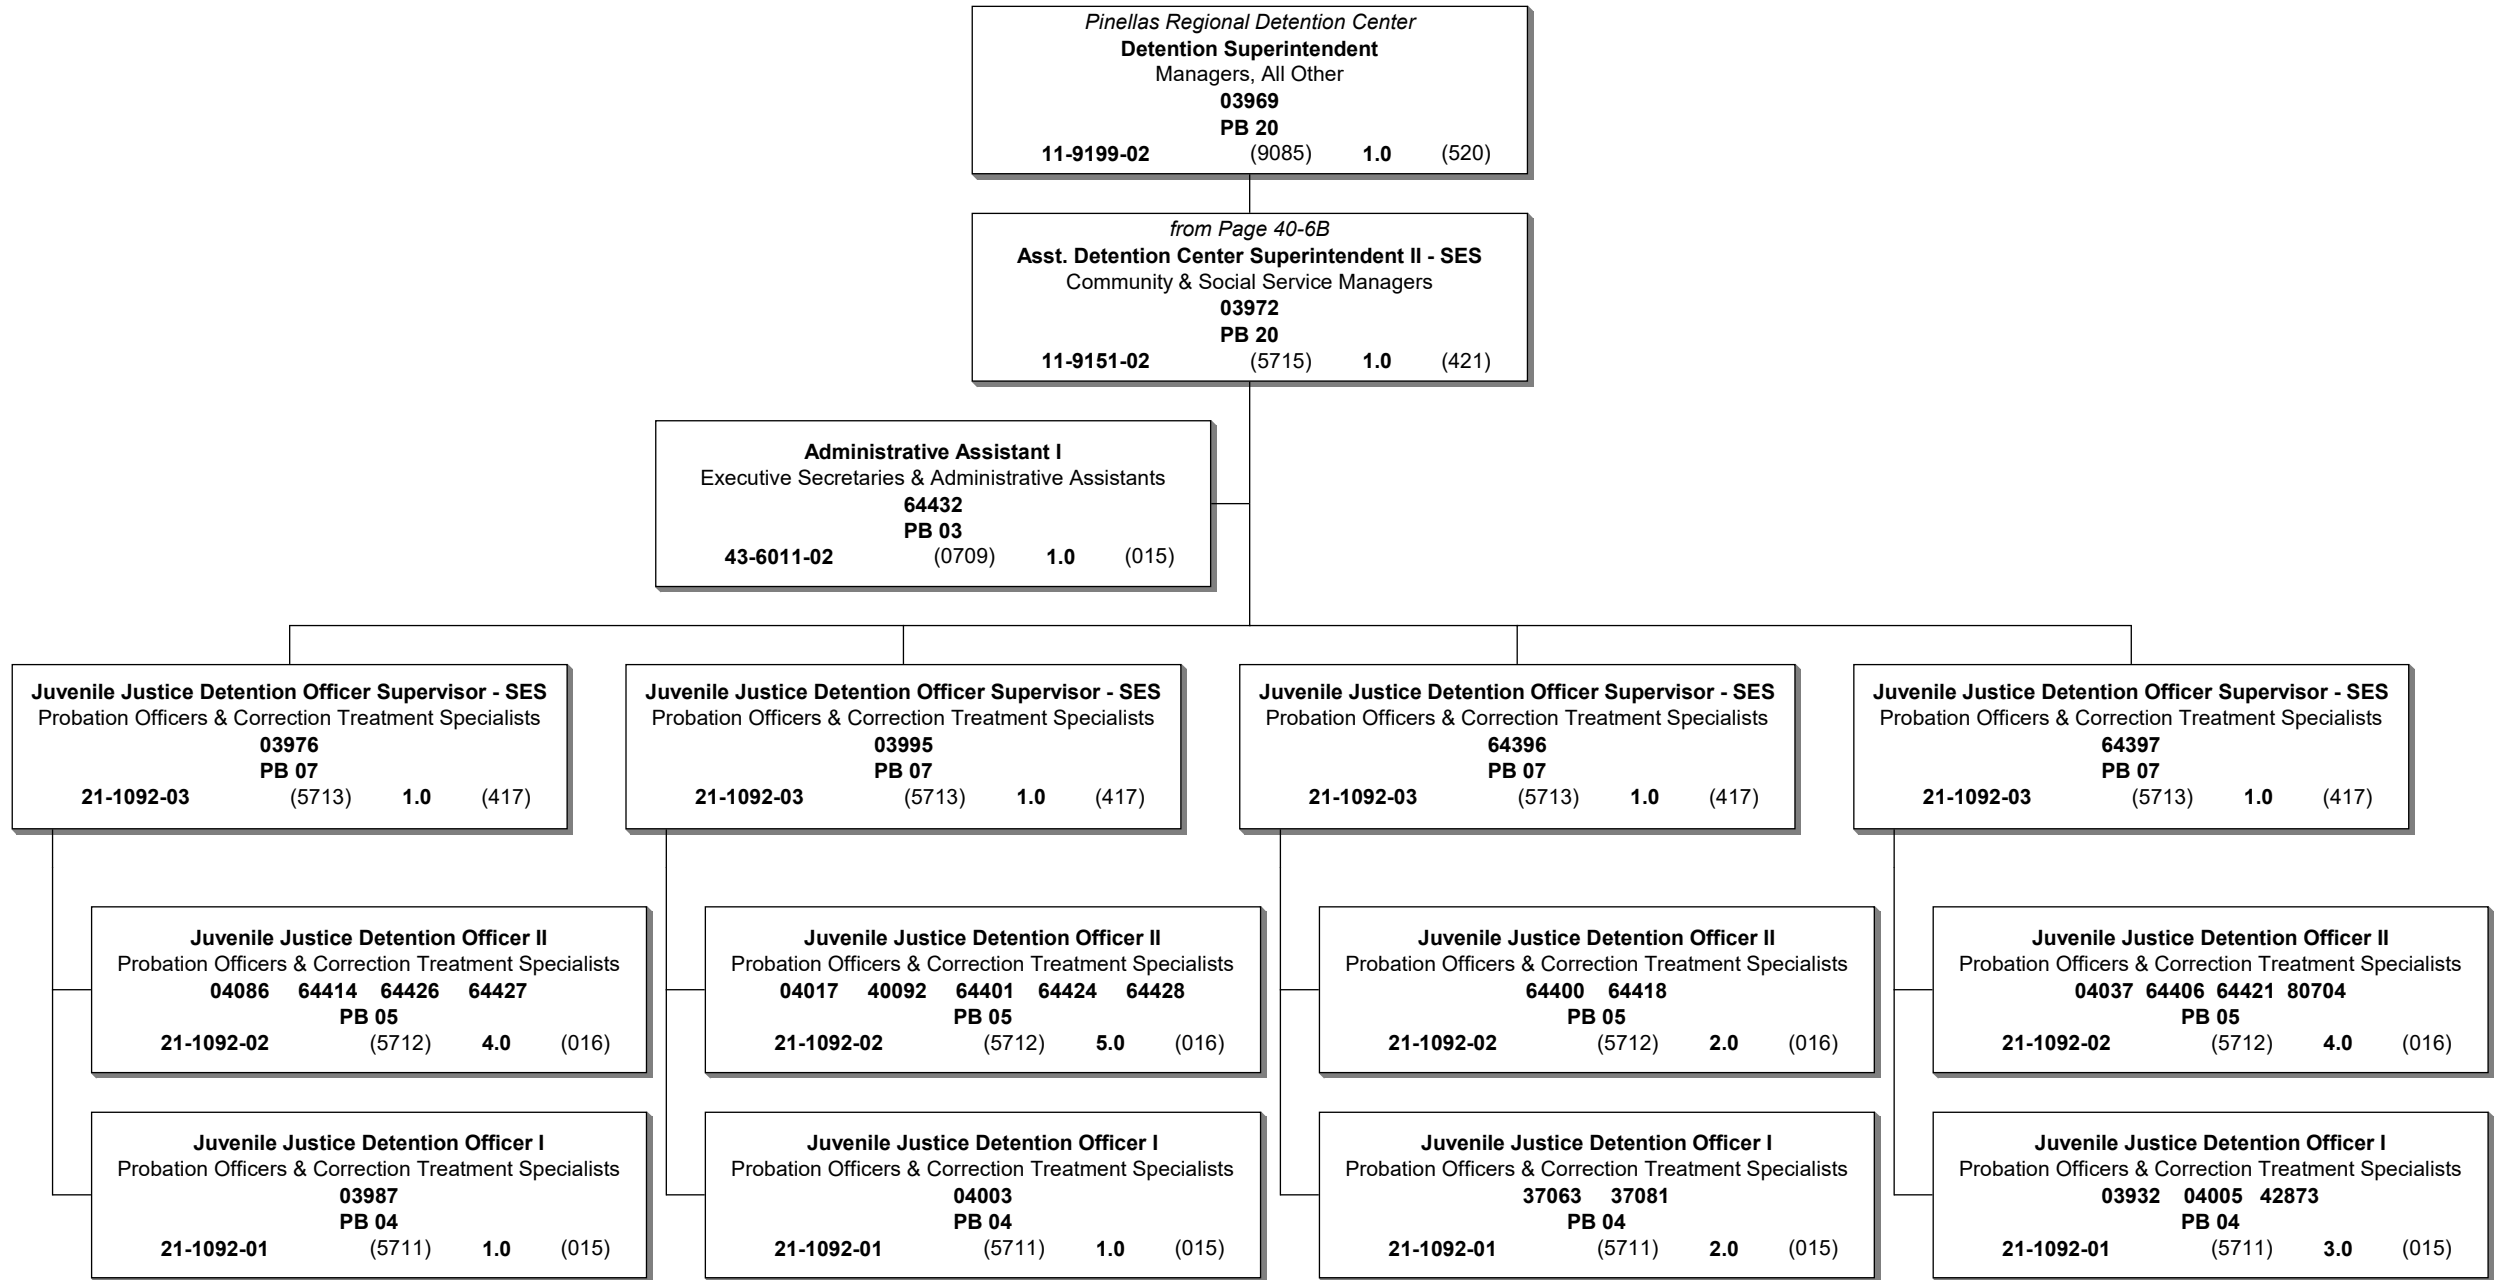 Pinellas Regional Detention Center
Detention Superintendent
Managers, All Other
03969
PB 20
11-9199-02 (9085) 1.0 (520)
from Page 40-6B
Asst. Detention Center Superintendent II - SES
Community & Social Service Managers
03972
PB 20
11-9151-02 (5715) 1.0 (421)
Administrative Assistant I
Executive Secretaries & Administrative Assistants
64432
PB 03
43-6011-02 (0709) 1.0 (015)
Juvenile Justice Detention Officer Supervisor - SES
Probation Officers & Correction Treatment Specialists
03976
PB 07
21-1092-03 (5713) 1.0 (417)
Juvenile Justice Detention Officer Supervisor - SES
Probation Officers & Correction Treatment Specialists
03995
PB 07
21-1092-03 (5713) 1.0 (417)
Juvenile Justice Detention Officer Supervisor - SES
Probation Officers & Correction Treatment Specialists
64396
PB 07
21-1092-03 (5713) 1.0 (417)
Juvenile Justice Detention Officer Supervisor - SES
Probation Officers & Correction Treatment Specialists
64397
PB 07
21-1092-03 (5713) 1.0 (417)
Juvenile Justice Detention Officer II
Probation Officers & Correction Treatment Specialists
04086 64414 64426 64427
PB 05
21-1092-02 (5712) 4.0 (016)
Juvenile Justice Detention Officer II
Probation Officers & Correction Treatment Specialists
04017 40092 64401 64424 64428
PB 05
21-1092-02 (5712) 5.0 (016)
Juvenile Justice Detention Officer II
Probation Officers & Correction Treatment Specialists
64400 64418
PB 05
21-1092-02 (5712) 2.0 (016)
Juvenile Justice Detention Officer II
Probation Officers & Correction Treatment Specialists
04037 64406 64421 80704
PB 05
21-1092-02 (5712) 4.0 (016)
Juvenile Justice Detention Officer I
Probation Officers & Correction Treatment Specialists
03987
PB 04
21-1092-01 (5711) 1.0 (015)
Juvenile Justice Detention Officer I
Probation Officers & Correction Treatment Specialists
04003
PB 04
21-1092-01 (5711) 1.0 (015)
Juvenile Justice Detention Officer I
Probation Officers & Correction Treatment Specialists
37063 37081
PB 04
21-1092-01 (5711) 2.0 (015)
Juvenile Justice Detention Officer I
Probation Officers & Correction Treatment Specialists
03932 04005 42873
PB 04
21-1092-01 (5711) 3.0 (015)